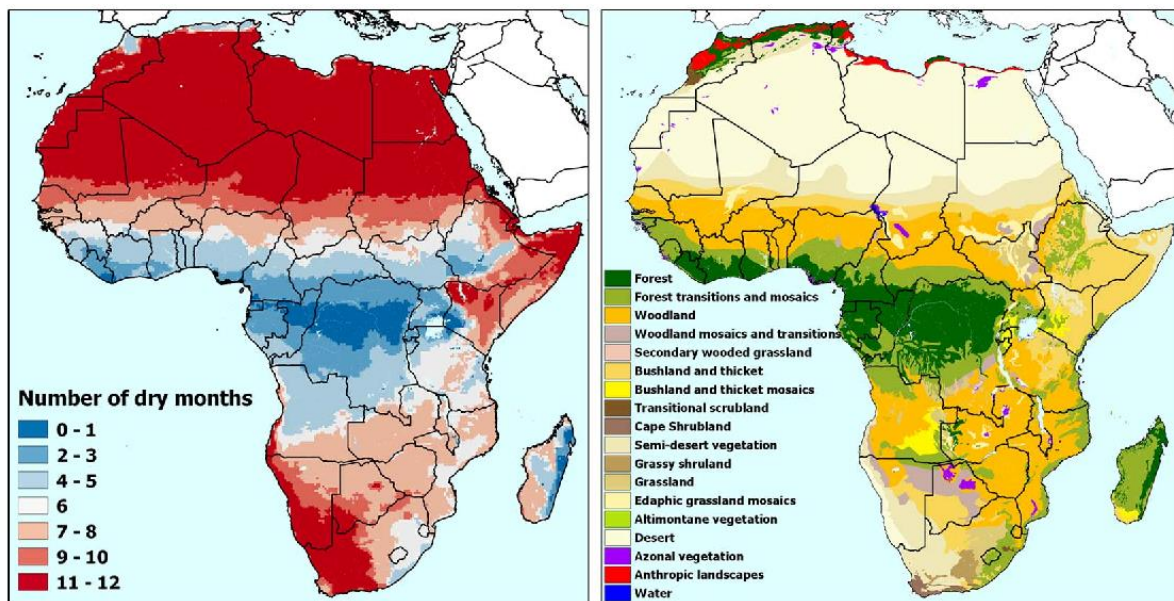 Number of dry months
0 - 1
2 - 3
4 - 5
6
7 - 8
9 - 10
11 - 12
Forest
Forest transitions and mosaics
Woodland
Woodland mosaics and transitions
Secondary wooded grassland
Bushland and thicket
Bushland and thicket mosaics
Transitional scrubland
Cape Shrubland
Semi-desert vegetation
Grassy shruland
Grassland
Edaphic grassland mosaics
Altimontane vegetation
Desert
Azonal vegetation
Anthropic landscapes
Water